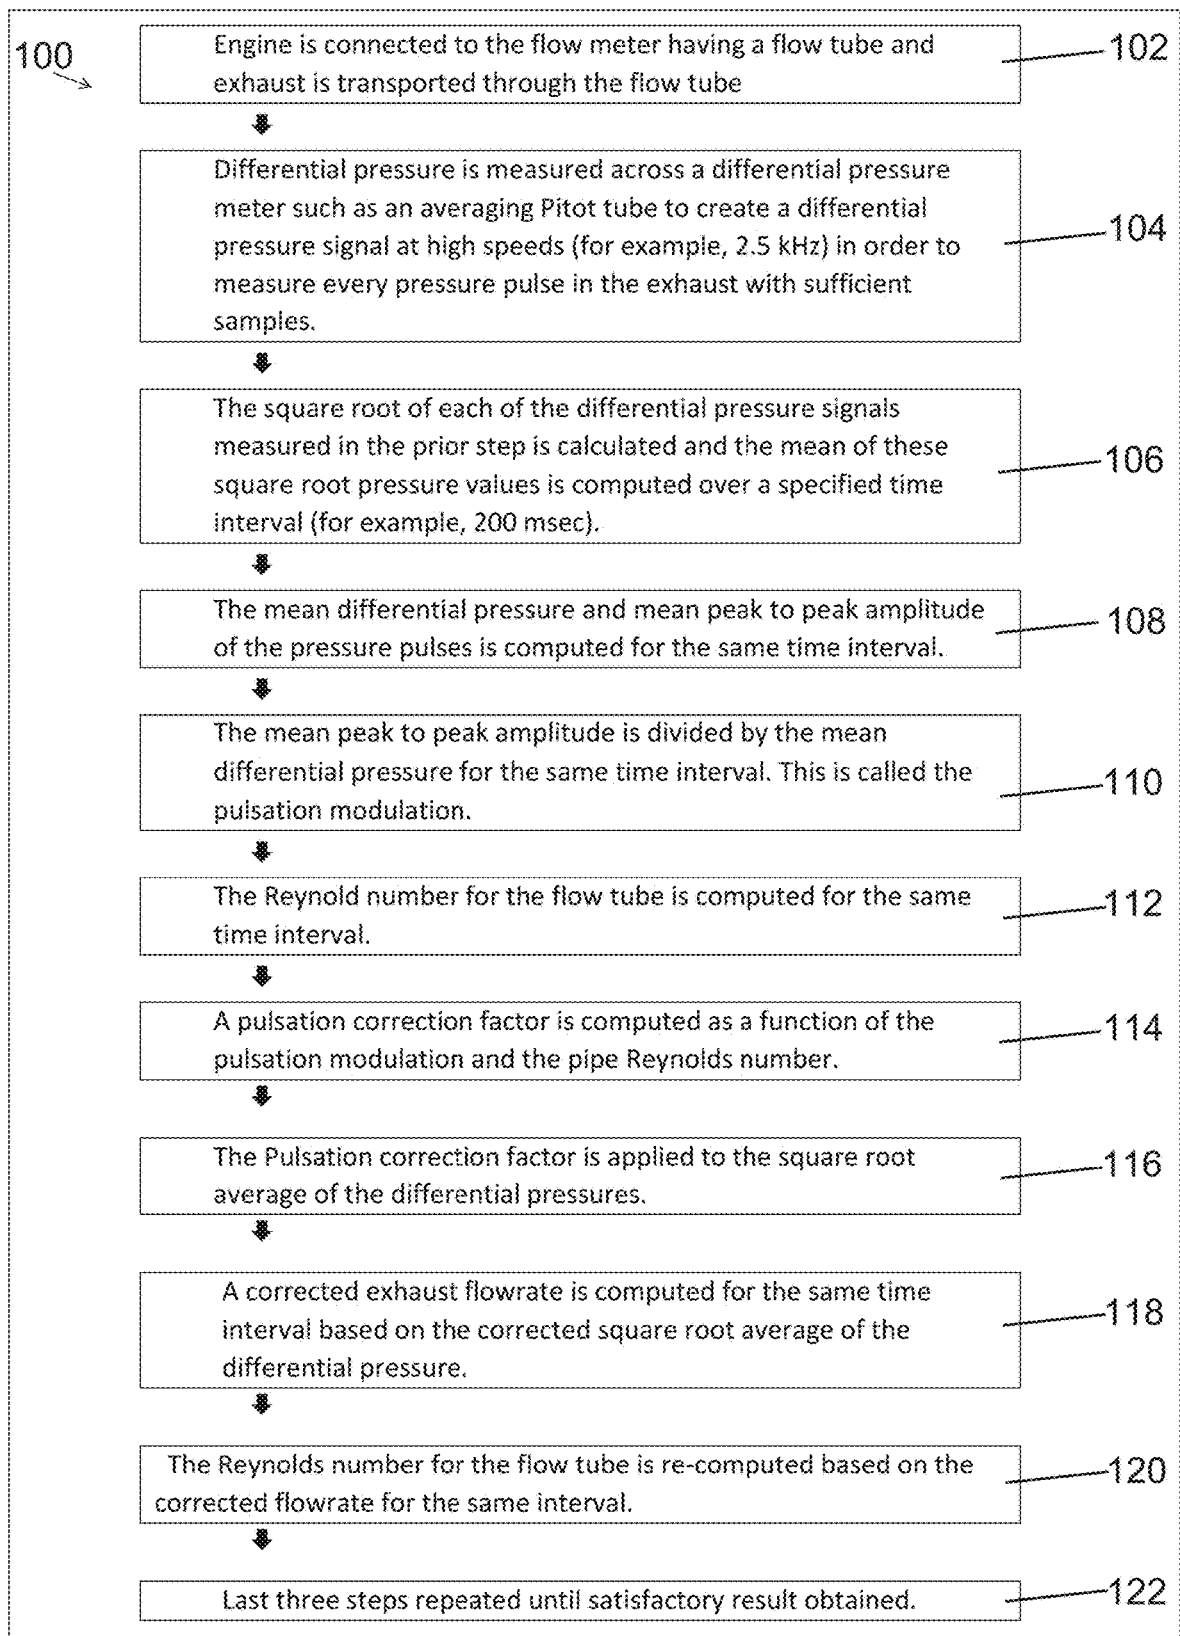 100
Engine is connected to the flow meter having a flow tube and
exhaust is transported through the flow tube
102
Differential pressure is measured across a differential pressure
meter such as an averaging Pitot tube to create a differential
pressure signal at high speeds (for example, 2.5 kHz) in order to
measure every pressure pulse in the exhaust with sufficient
samples.
104
The square root of each of the differential pressure signals
measured in the prior step is calculated and the mean of these
square root pressure values is computed over a specified time
interval (for example, 200 msec).
106
The mean differential pressure and mean peak to peak amplitude
of the pressure pulses is computed for the same time interval.
108
The mean peak to peak amplitude is divided by the mean
differential pressure for the same time interval. This is called the
pulsation modulation.
110
The Reynold number for the flow tube is computed for the same
time interval.
112
A pulsation correction factor is computed as a function of the
pulsation modulation and the pipe Reynolds number.
114
The Pulsation correction factor is applied to the square root
average of the differential pressures.
116
A corrected exhaust flowrate is computed for the same time
interval based on the corrected square root average of the
differential pressure.
118
The Reynolds number for the flow tube is re-computed based on the
corrected flowrate for the same interval.
120
Last three steps repeated until satisfactory result obtained.
122